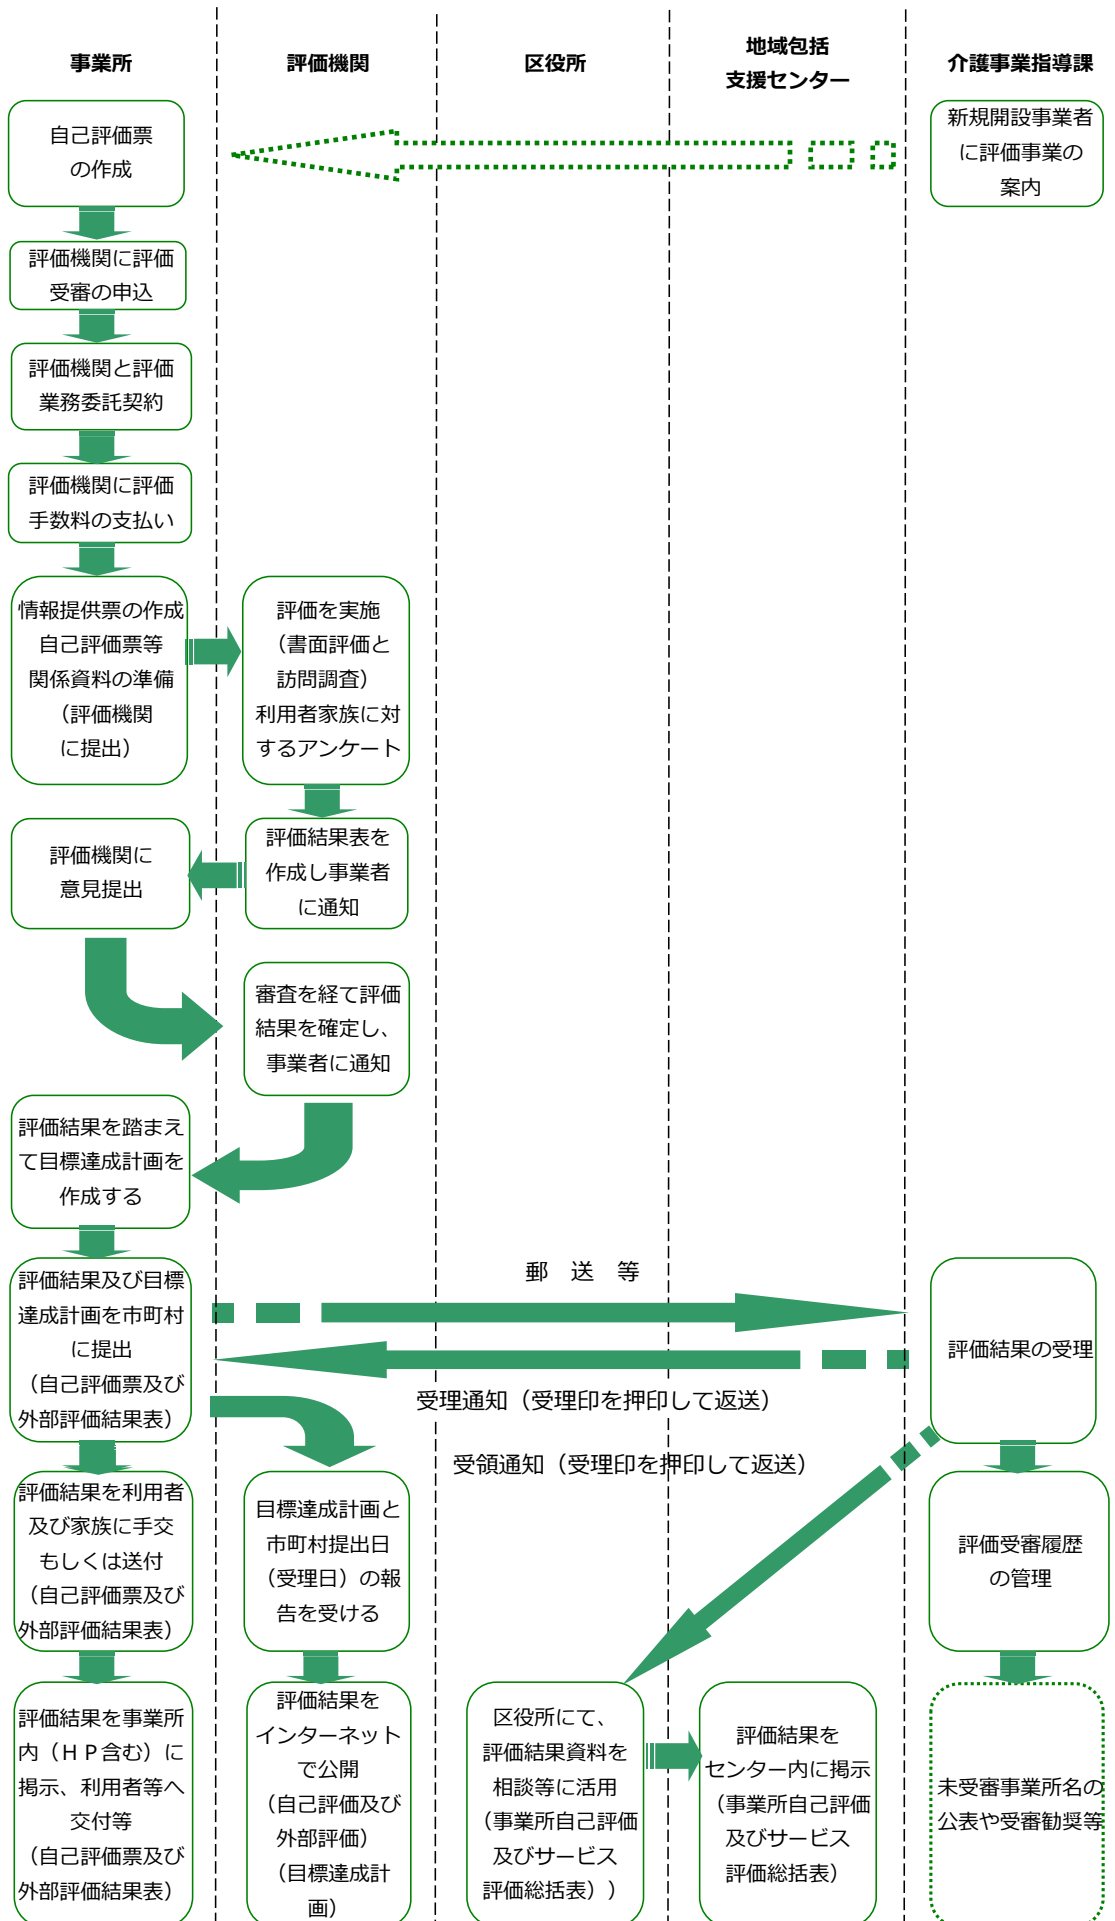 事業所
評価機関
区役所
地域包括
支援センター
介護事業指導課
自己評価票
の作成
新規開設事業者
に評価事業の
案内
評価機関に評価
受審の申込
評価機関と評価
業務委託契約
評価機関に評価
手数料の支払い
情報提供票の作成
自己評価票等
関係資料の準備
（評価機関
に提出）
評価を実施
（書面評価と
訪問調査）
利用者家族に対
するアンケート
評価機関に
意見提出
評価結果表を
作成し事業者
に通知
審査を経て評価
結果を確定し、
事業者に通知
評価結果を踏まえ
て目標達成計画を
作成する
評価結果及び目標
達成計画を市町村
に提出
（自己評価票及び
外部評価結果表）
郵　送　等
評価結果の受理
受理通知（受理印を押印して返送）
受領通知（受理印を押印して返送）
評価結果を利用者
及び家族に手交
もしくは送付
（自己評価票及び
外部評価結果表）
目標達成計画と
市町村提出日
（受理日）の報
告を受ける
評価受審履歴
の管理
評価結果を事業所
内（ＨＰ含む）に
掲示、利用者等へ
交付等
（自己評価票及び
外部評価結果表）
評価結果を
インターネット
で公開
（自己評価及び
外部評価）
（目標達成計
画）
区役所にて、
評価結果資料を
相談等に活用
（事業所自己評価
及びサービス
評価総括表））
評価結果を
センター内に掲示
（事業所自己評価
及びサービス
評価総括表）
未受審事業所名の
公表や受審勧奨等